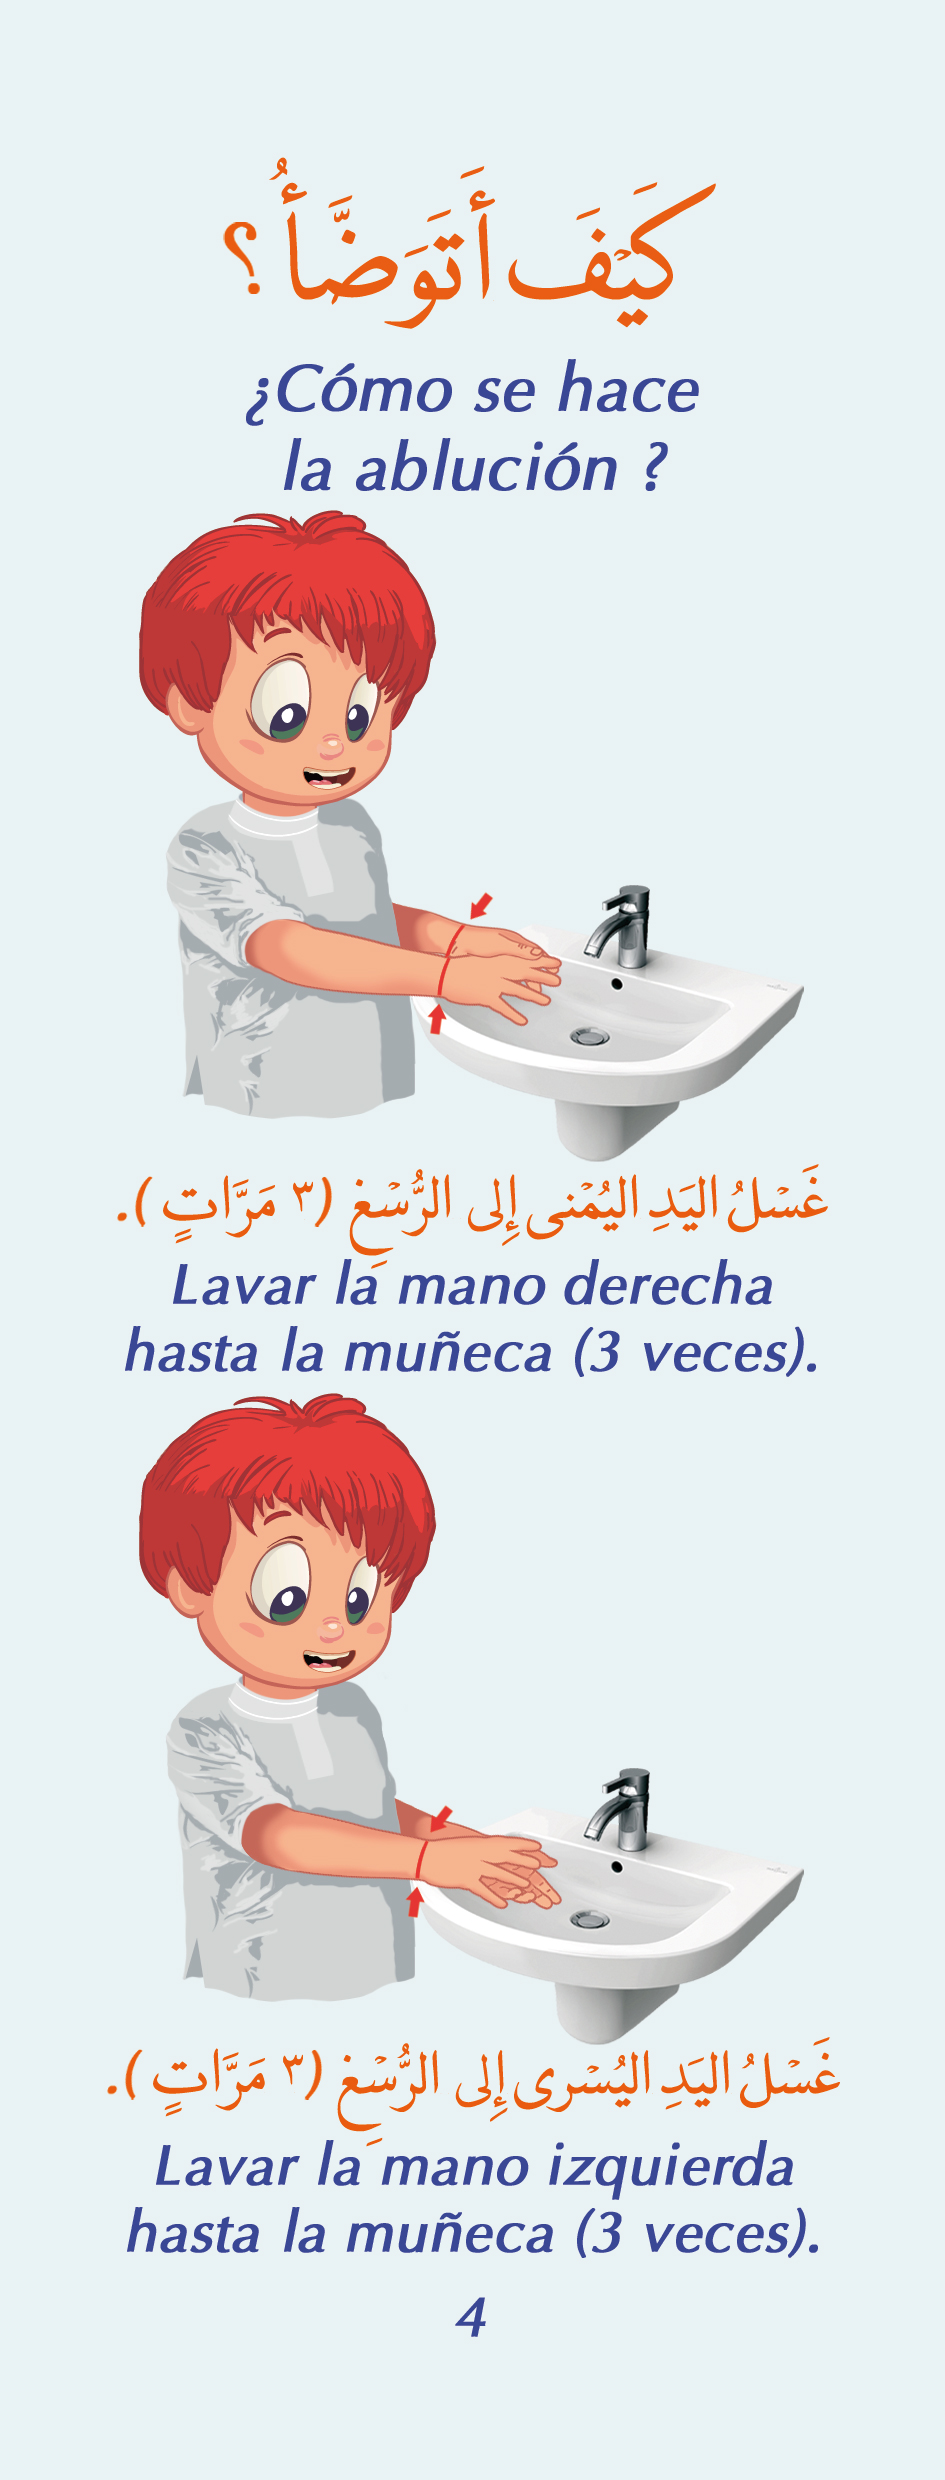 كَيْفَ أَتَوَضَّأُ ؟
¿Cómo se hace
la ablución ?
غَسْلُ اليَدِ اليُمْنى إِلى الرُّسْغِ (٣ مَرَّاتٍ ).
Lavar la mano derecha
hasta la muñeca (3 veces).
غَسْلُ اليَدِ اليُسْرى إِلى الرُّسْغِ (٣ مَرَّاتٍ ).
Lavar la mano izquierda
hasta la muñeca (3 veces).
4